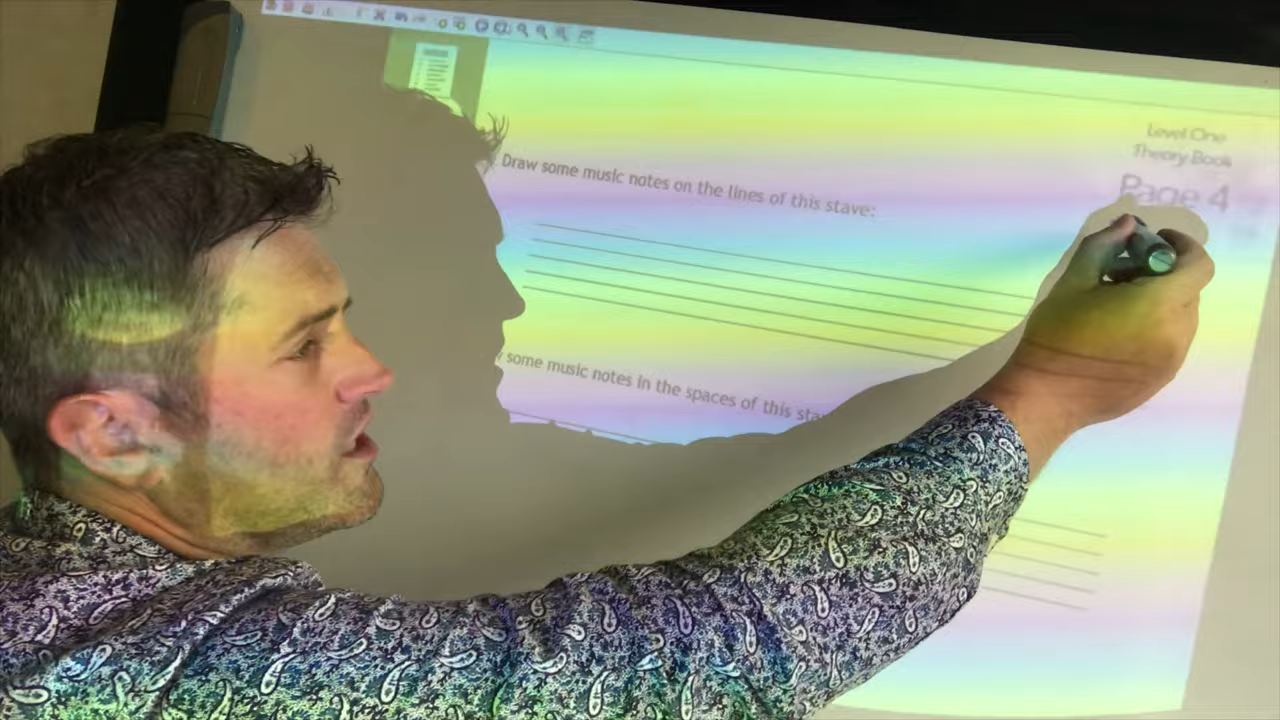 Level One
Theory Book
Page 4
Draw some music notes on the lines of this stave:
some music notes in the spaces of this